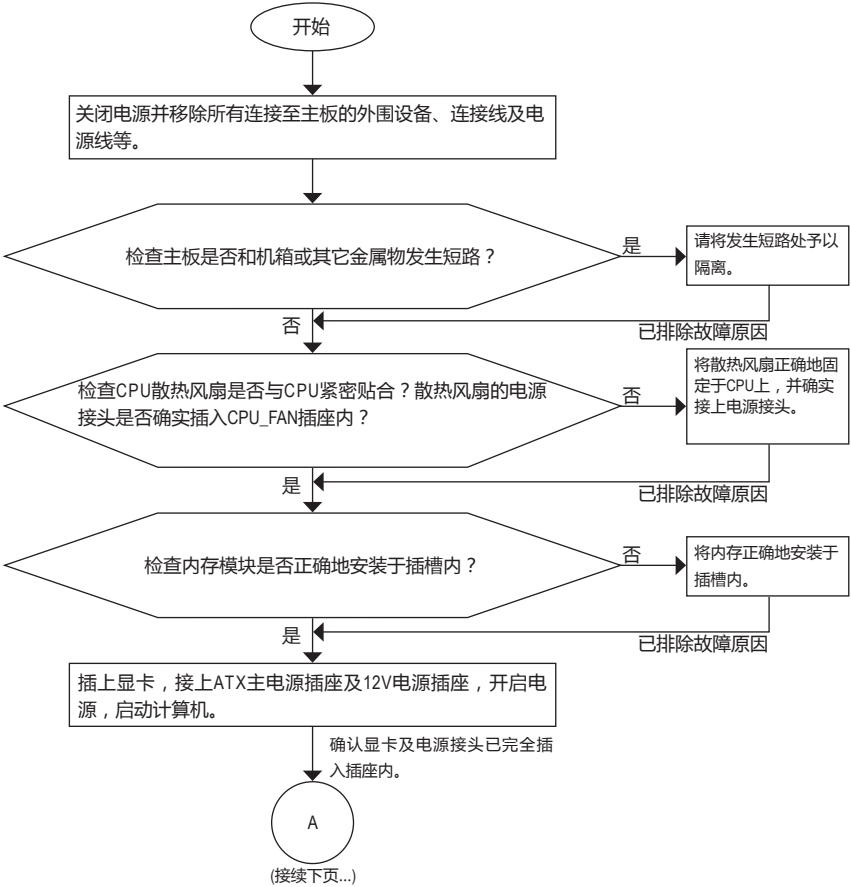 开始
关闭电源并移除所有连接至主板的外围设备、连接线及电
源线等。
检查主板是否和机箱或其它金属物发生短路？
是
请将发生短路处予以
隔离。
否
已排除故障原因
检查CPU散热风扇是否与CPU紧密贴合？散热风扇的电源
接头是否确实插入CPU_FAN插座内？
否
将散热风扇正确地固
定于CPU上，并确实
接上电源接头。
是
已排除故障原因
检查内存模块是否正确地安装于插槽内？
否
将内存正确地安装于
插槽内。
是
已排除故障原因
插上显卡，接上ATX主电源插座及12V电源插座，开启电
源，启动计算机。
确认显卡及电源接头已完全插
入插座内。
A
(接续下页...)